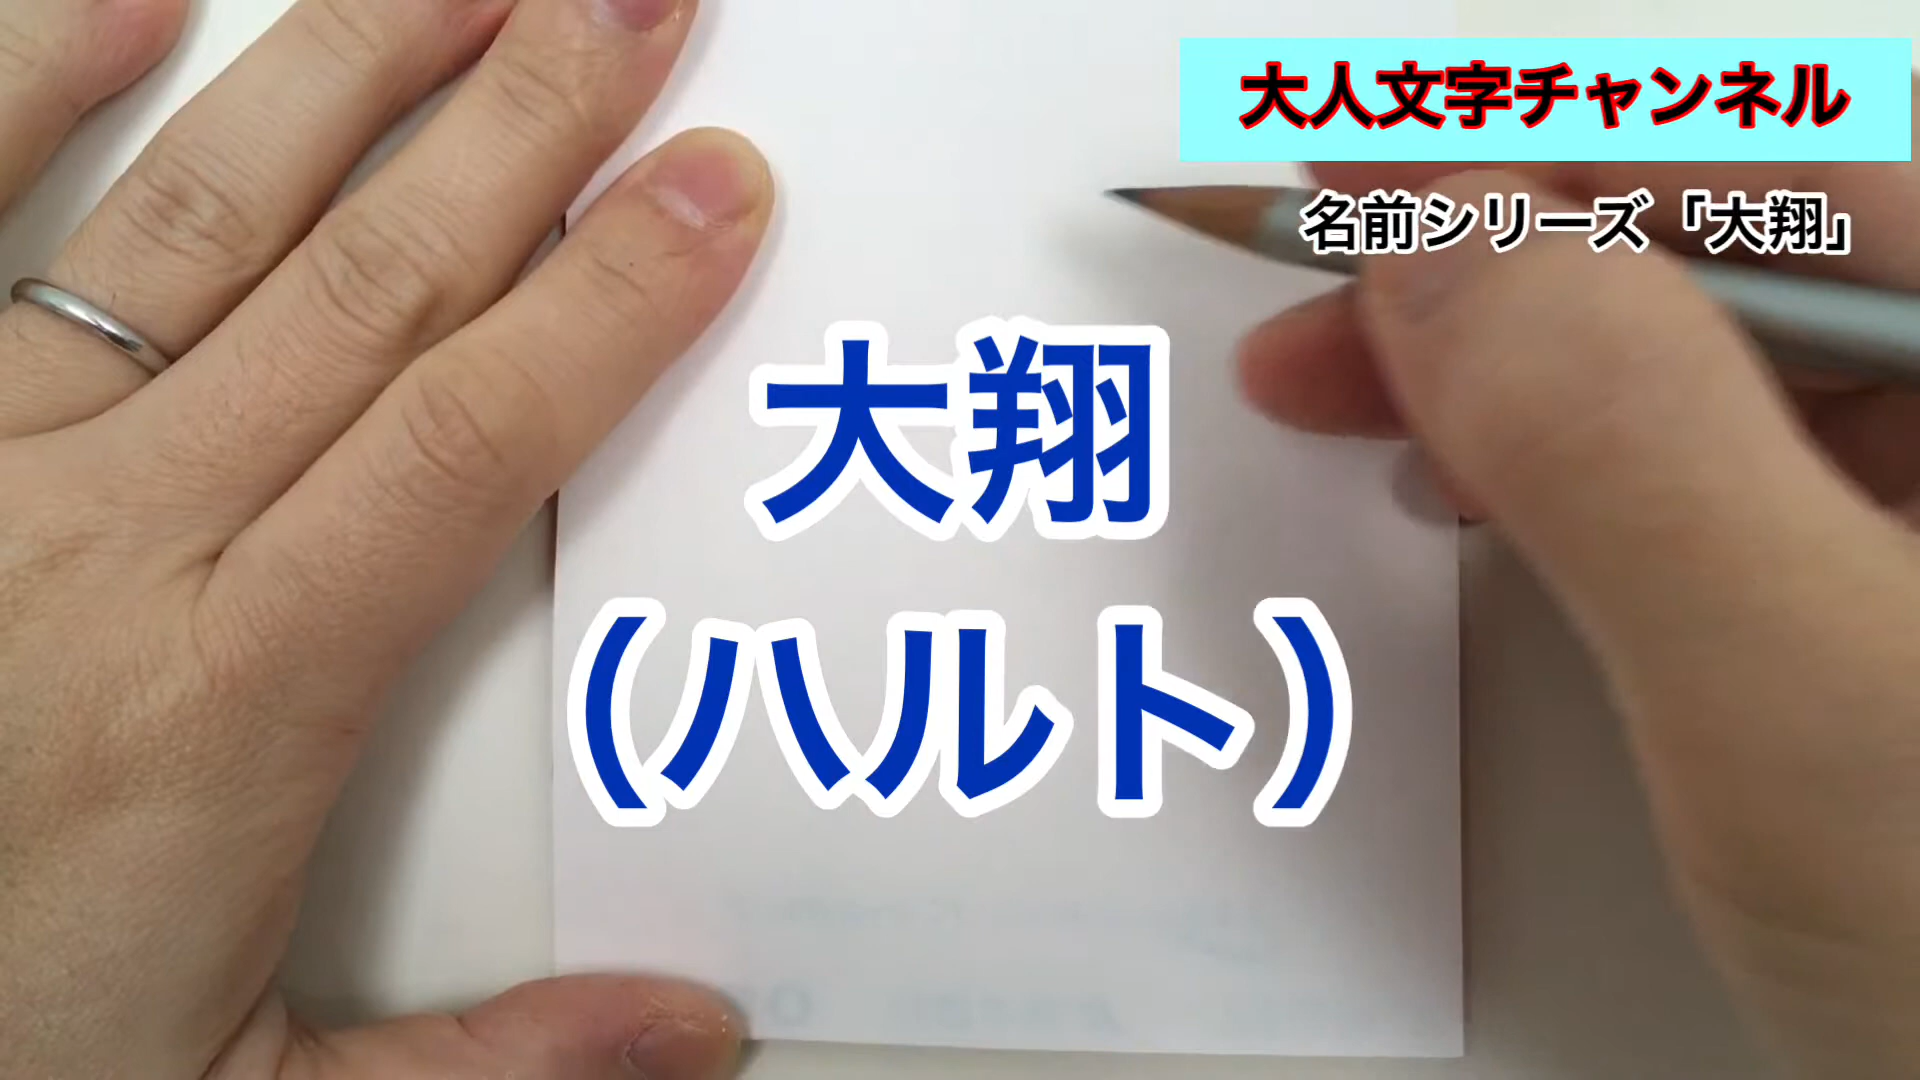 大人文字チャンネル
名前シリーズ「大翔」
大翔
（ハルト）